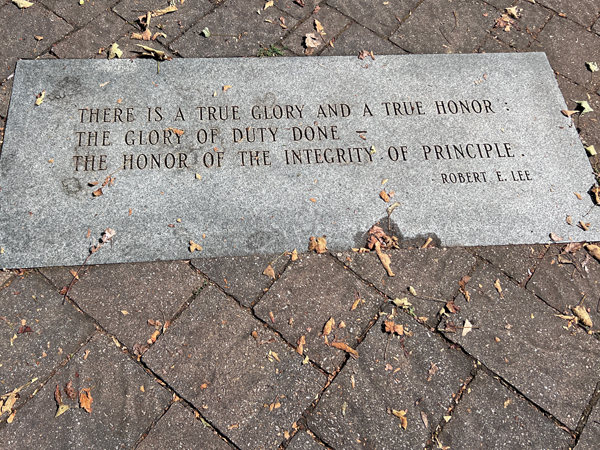 THERE IS A TRUE GLORY AND A TRUE HONOR :
THE GLORY OF DUTY DONE –
THE HONOR OF THE INTEGRITY OF PRINCIPLE .
- ROBERT E. LEE